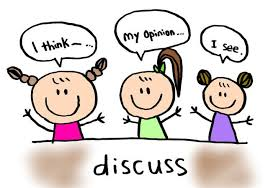 I think–...
my opinion...
I see.
discuss